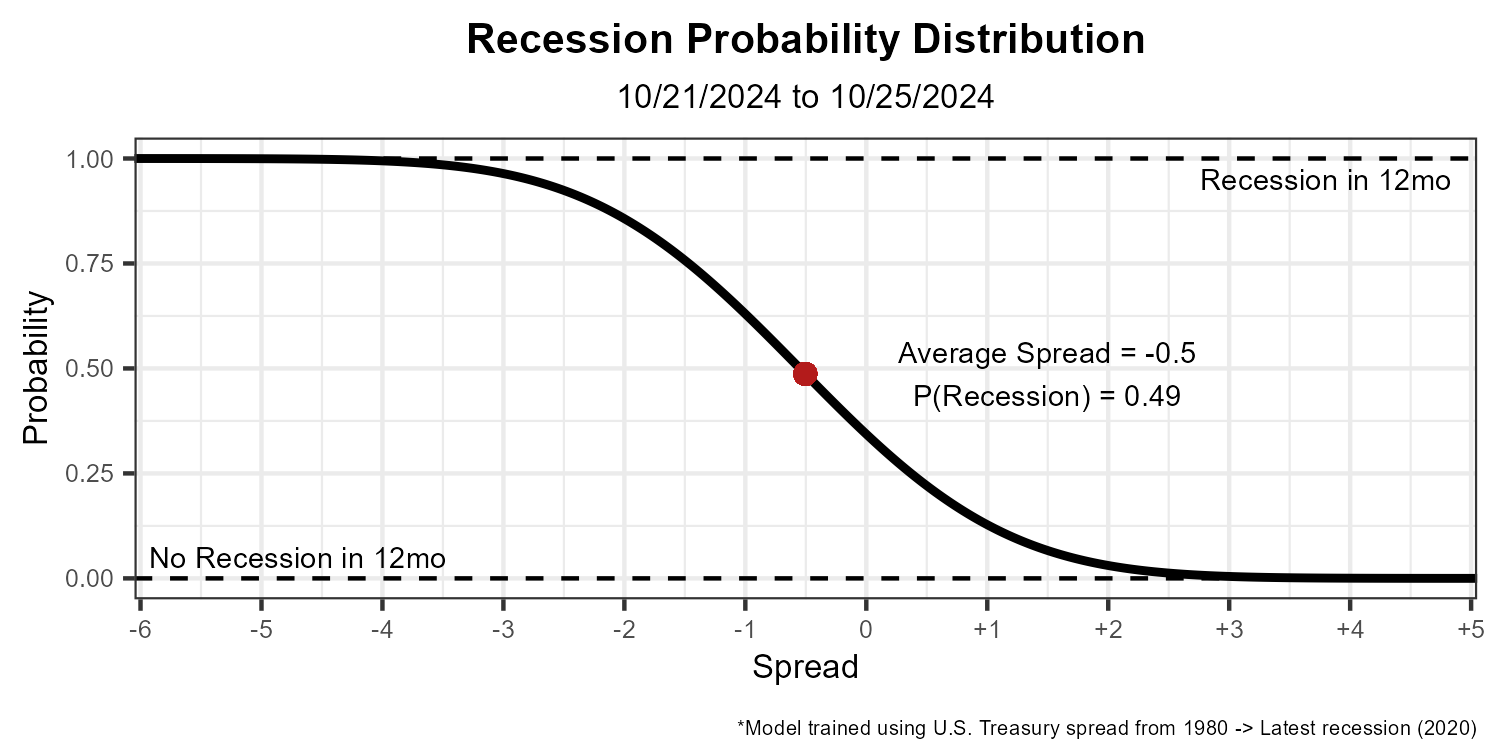 Recession Probability Distribution
10/21/2024 to 10/25/2024
Probability
1.00
0.75
0.50
0.25
0.00
Recession in 12mo
Average Spread = -0.5
P(Recession) = 0.49
No Recession in 12mo
-6 -5 -4 -3 -2 -1 0 +1 +2 +3 +4 +5
Spread
*Model trained using U.S. Treasury spread from 1980 -> Latest recession (2020)